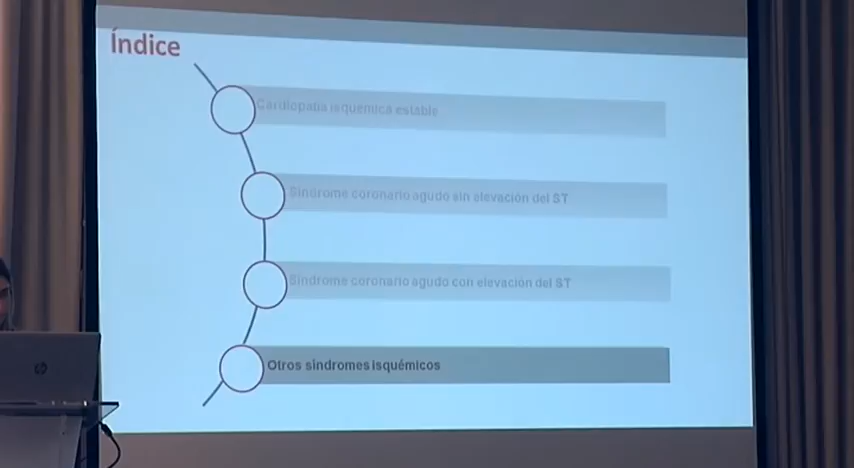 Índice
Cardiopatía isquémica estable
Síndrome coronario agudo sin elevación del ST
Síndrome coronario agudo con elevación del ST
Otros síndromes isquémicos
hp